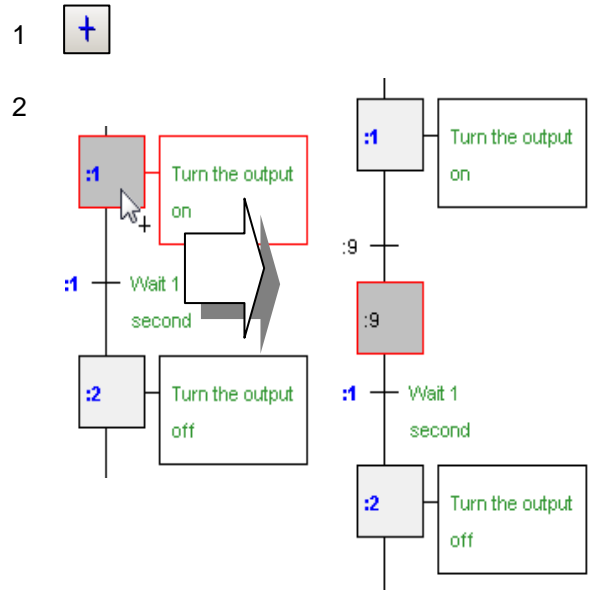 1
2
:1
Turn the output
on
:1
Wait 1
second
:2
Turn the output
off
:1
Turn the output
on
:9
:9
:1
Wait 1
second
:2
Turn the output
off